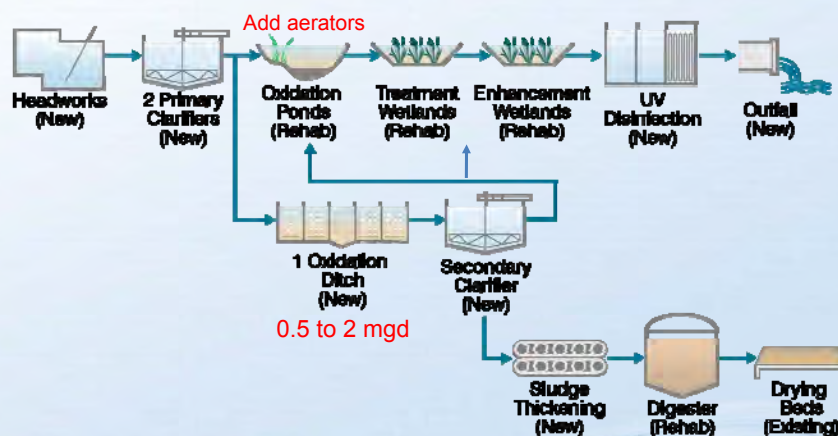 Add aerators
Headworks
(New)
2 Primary
Clarifiers
(New)
Oxidation
Ponds
(Rehab)
Treatment
Wetlands
(Rehab)
Enhancement
Wetlands
(Rehab)
UV
Disinfection
(New)
Outfall
(New)
1 Oxidation
Ditch
(New)
0.5 to 2 mgd
Secondary
Clarifier
(New)
Sludge
Thickening
(New)
Digester
(Rehab)
Drying
Beds
(Existing)